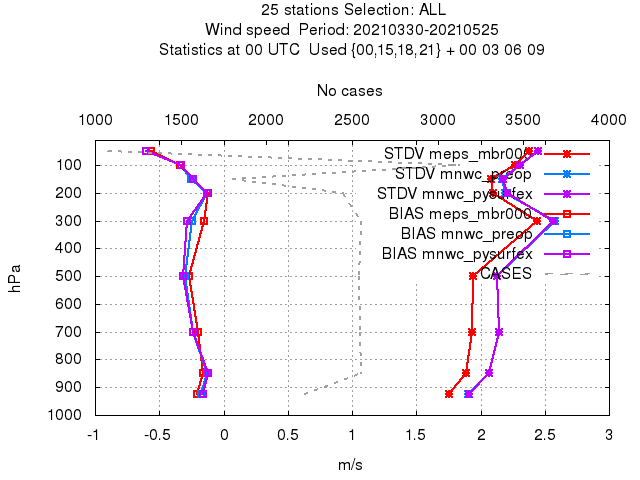 25 stations Selection: ALL
Wind speed  Period: 20210330-20210525
Statistics at 00 UTC  Used {00,15,18,21} + 00 03 06 09
No cases
1000 1500 2000 2500 3000 3500 4000
STDV meps_mbr000
100
STDV mnwc_preop
200
STDV mnwc_pysurfex
BIAS meps_mbr000
300
BIAS mnwc_preop
400
BIAS mnwc_pysurfex
500
CASES
600
700
800
900
1000
hPa
-1 -0.5 0 0.5 1 1.5 2 2.5 3
m/s